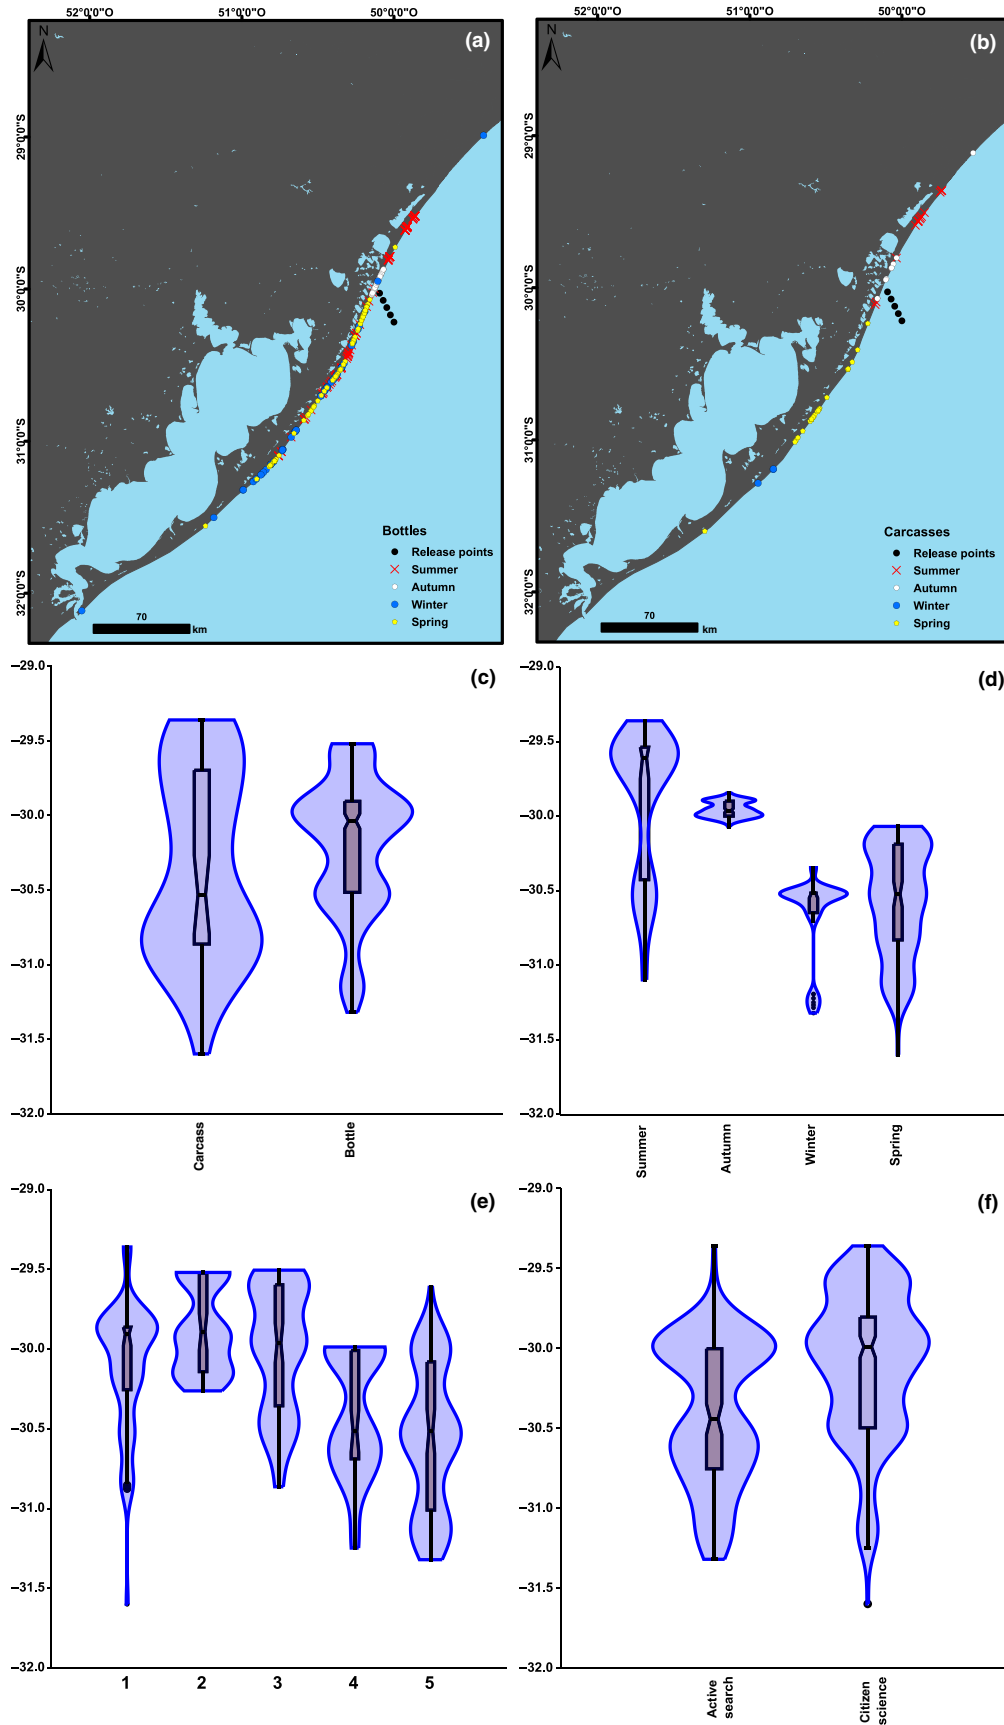 52°0'0"O 51°0'0"O 50°0'0"O
N
(a)
29°0'0"S
30°0'0"S
31°0'0"S
32°0'0"S
Bottles
Release points
Summer
Autumn
Winter
Spring
70
km
52°0'0"O 51°0'0"O 50°0'0"O
N
(b)
29°0'0"S
30°0'0"S
31°0'0"S
32°0'0"S
Carcasses
Release points
Summer
Autumn
Winter
Spring
70
km
(c)
–29.0
–29.5
–30.0
–30.5
–31.0
–31.5
–32.0
Carcass
Bottle
(d)
–29.0
–29.5
–30.0
–30.5
–31.0
–31.5
–32.0
Summer
Autumn
Winter
Spring
(e)
–29.0
–29.5
–30.0
–30.5
–31.0
–31.5
–32.0
1 2 3 4 5
(f)
–29.0
–29.5
–30.0
–30.5
–31.0
–31.5
–32.0
Active
search
Citizen
science